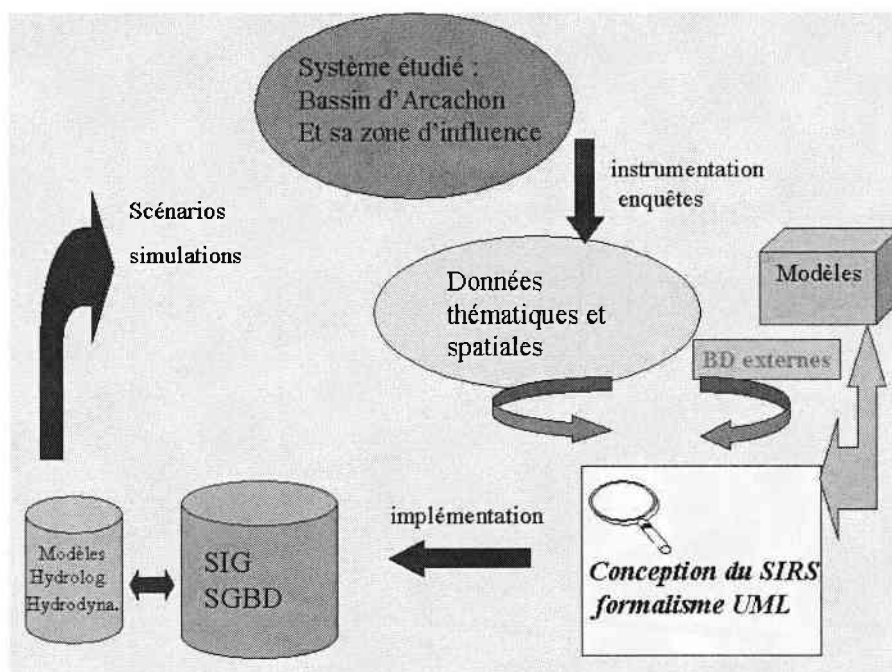 Système étudié :
Bassin d'Arcachon
Et sa zone d'influence
instrumentation
enquêtes
Scénarios
simulations
Données
thématiques et
spatiales
Modèles
BD externes
implémentation
Conception du SIRS
formalisme UML
SIG
SGBD
Modèles
Hydrolog.
Hydrodyna.